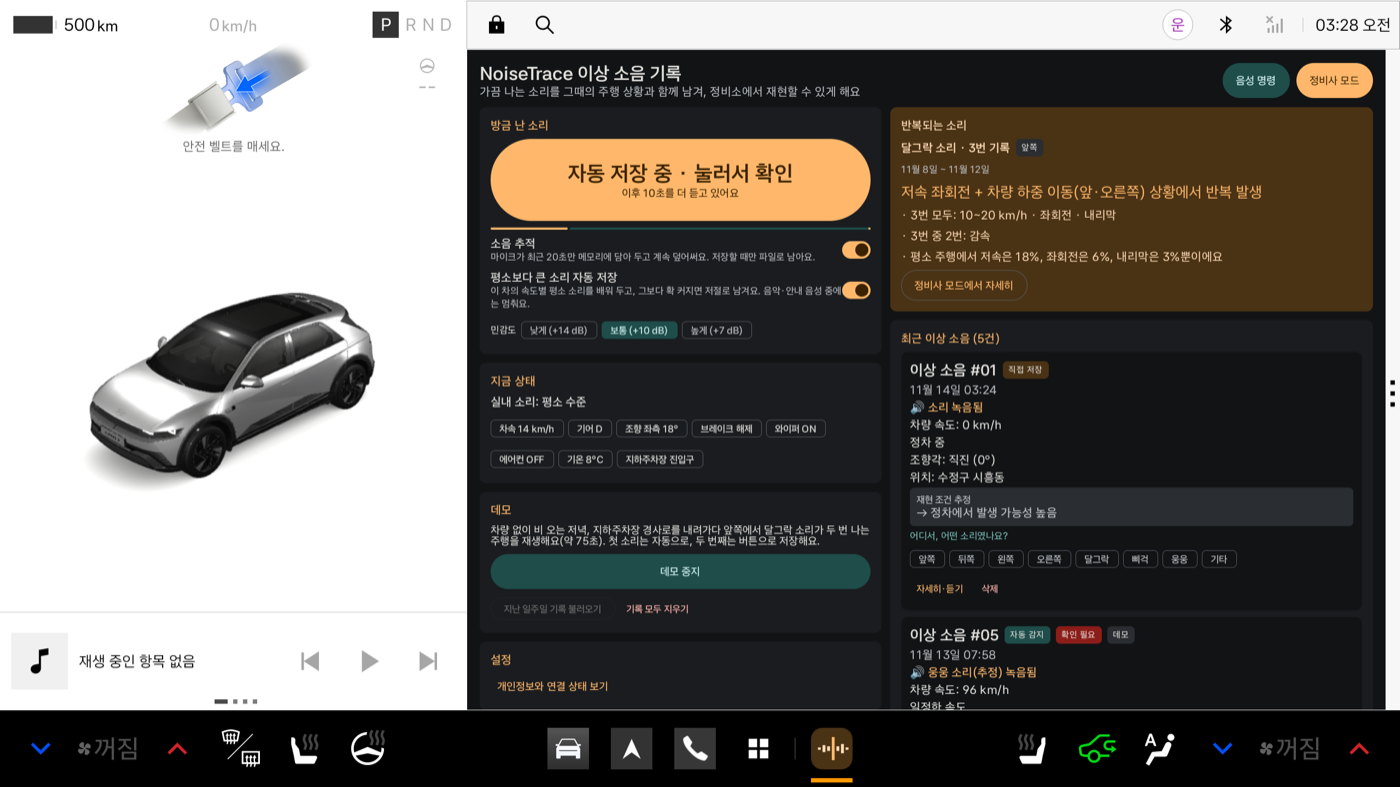 500 km
0 km/h
P R N D
--
안전 벨트를 매세요.
재생 중인 항목 없음
운
03:28 오전
NoiseTrace 이상 소음 기록
가끔 나는 소리를 그때의 주행 상황과 함께 남겨, 정비소에서 재현할 수 있게 해요
음성 명령
정비사 모드
방금 난 소리
자동 저장 중 · 눌러서 확인
이후 10초를 더 듣고 있어요
소음 추적
마이크가 최근 20초만 메모리에 담아 두고 계속 덮어써요. 저장할 때만 파일로 남아요.
평소보다 큰 소리 자동 저장
이 차의 속도별 평소 소리를 배워 두고, 그보다 확 커지면 저절로 남겨요. 음악·안내 음성 중에
는 멈춰요.
민감도
낮게 (+14 dB)
보통 (+10 dB)
높게 (+7 dB)
지금 상태
실내 소리: 평소 수준
차속 14 km/h
기어 D
조향 좌측 18°
브레이크 해제
와이퍼 ON
에어컨 OFF
기온 8°C
지하주차장 진입구
데모
차량 없이 비 오는 저녁, 지하주차장 경사로를 내려가다 앞쪽에서 달그락 소리가 두 번 나는
주행을 재생해요(약 75초). 첫 소리는 자동으로, 두 번째는 버튼으로 저장해요.
데모 중지
지난 일주일 기록 불러오기
기록 모두 지우기
설정
개인정보와 연결 상태 보기
반복되는 소리
달그락 소리 · 3번 기록
앞쪽
11월 8일 ~ 11월 12일
저속 좌회전 + 차량 하중 이동(앞·오른쪽) 상황에서 반복 발생
· 3번 모두: 10~20 km/h · 좌회전 · 내리막
· 3번 중 2번: 감속
· 평소 주행에서 저속은 18%, 좌회전은 6%, 내리막은 3%뿐이에요
정비사 모드에서 자세히
최근 이상 소음 (5건)
이상 소음 #01
직접 저장
11월 14일 03:24
소리 녹음됨
차량 속도: 0 km/h
정차 중
조향각: 직진 (0°)
위치: 수정구 시흥동
재현 조건 추정
→ 정차에서 발생 가능성 높음
어디서, 어떤 소리였나요?
앞쪽
뒤쪽
왼쪽
오른쪽
달그락
삐걱
웅웅
기타
자세히·듣기
삭제
이상 소음 #05
자동 감지
확인 필요
데모
11월 13일 07:58
웅웅 소리(추정) 녹음됨
차량 속도: 96 km/h
일정한 속도
꺼짐
A
꺼짐